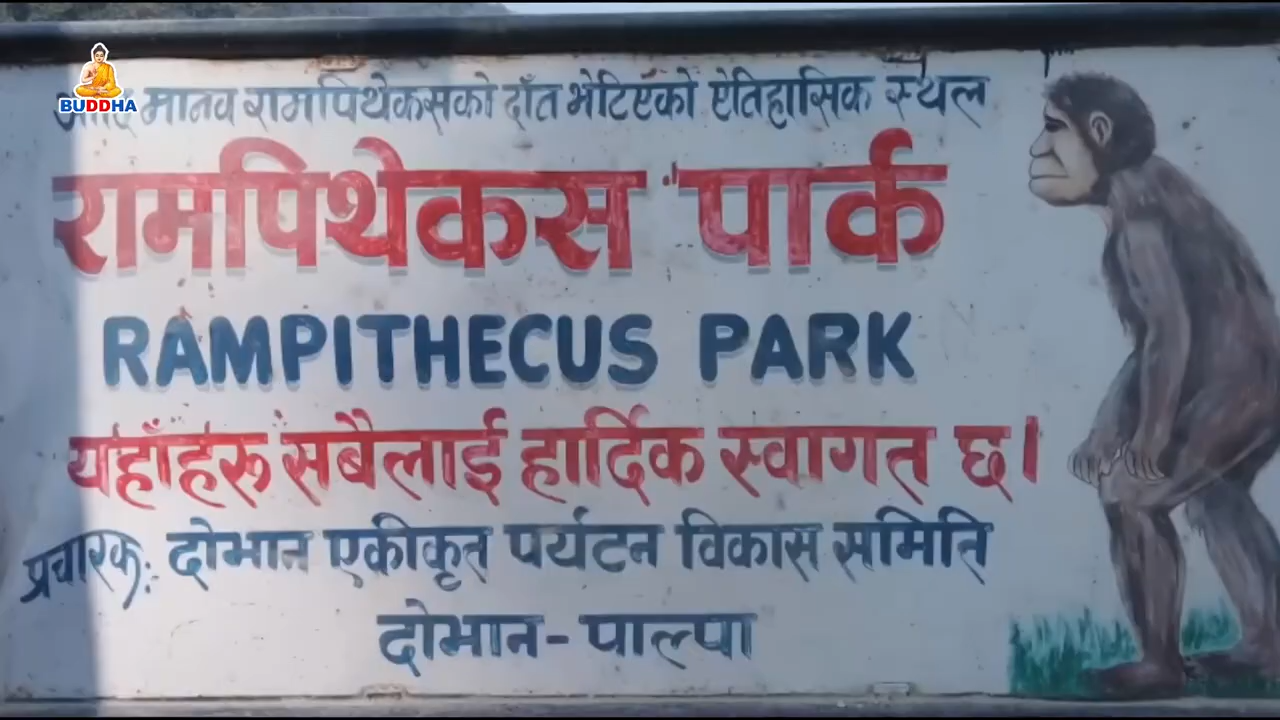 BUDDHA
आदि मानव रामपिथेकसको दाँत भेटिएको ऐतिहासिक स्थल
रामपिथेकस पार्क
RAMPITHECUS PARK
यहाँहरू सबैलाई हार्दिक स्वागत छ।
प्रचारक: दोभान एकीकृत पर्यटन विकास समिति
दोभान-पाल्पा